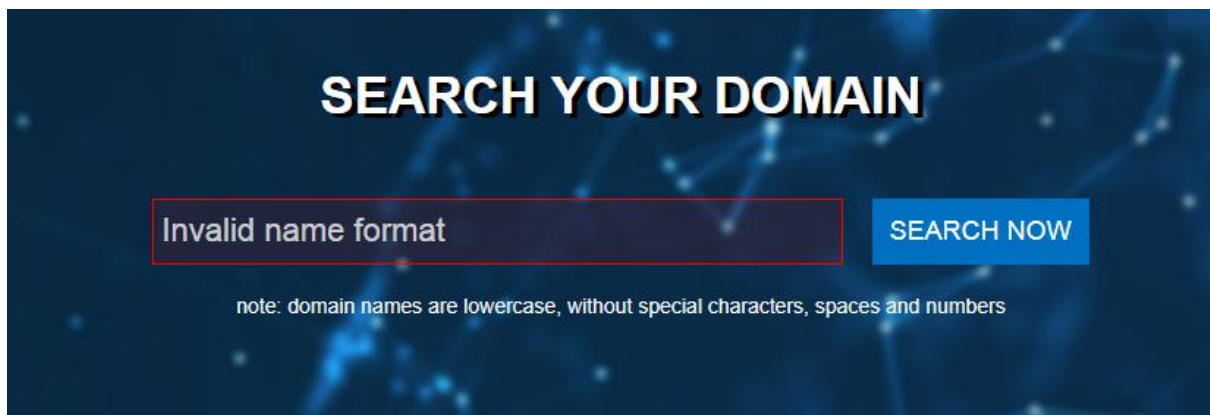 SEARCH YOUR DOMAIN
Invalid name format
SEARCH NOW
note: domain names are lowercase, without special characters, spaces and numbers